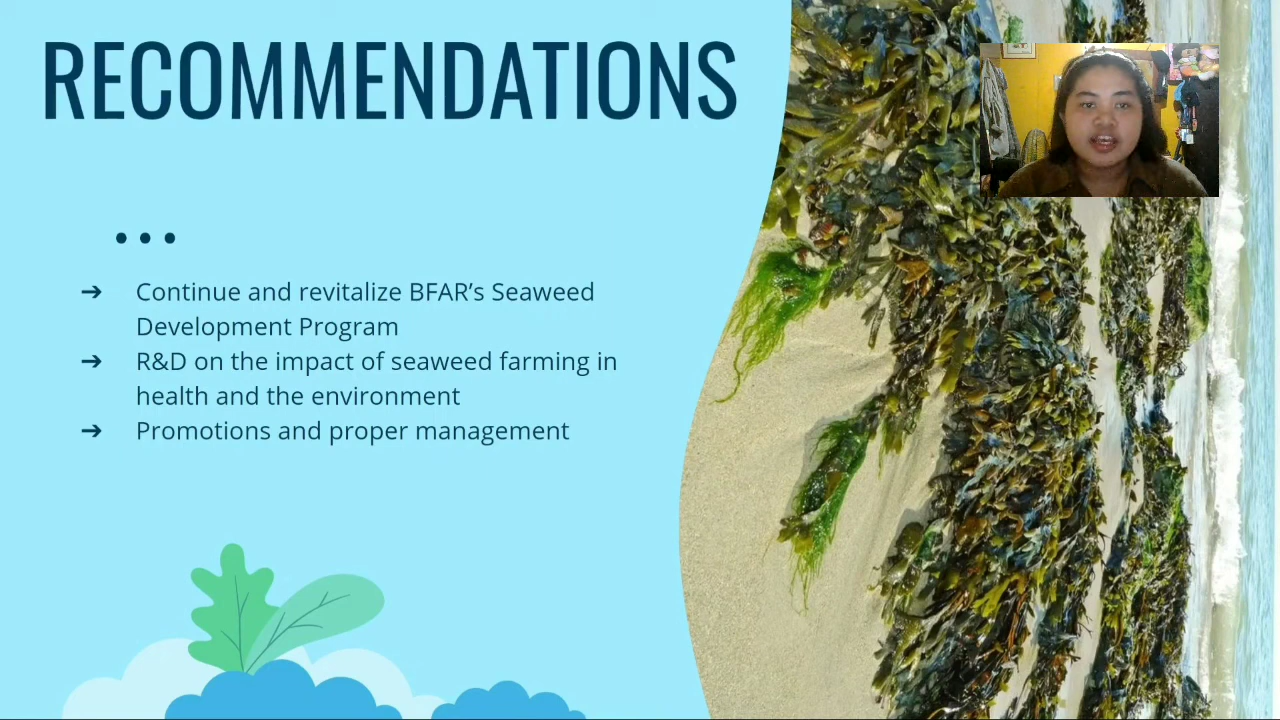 RECOMMENDATIONS
...
➔ Continue and revitalize BFAR’s Seaweed
Development Program
➔ R&D on the impact of seaweed farming in
health and the environment
➔ Promotions and proper management